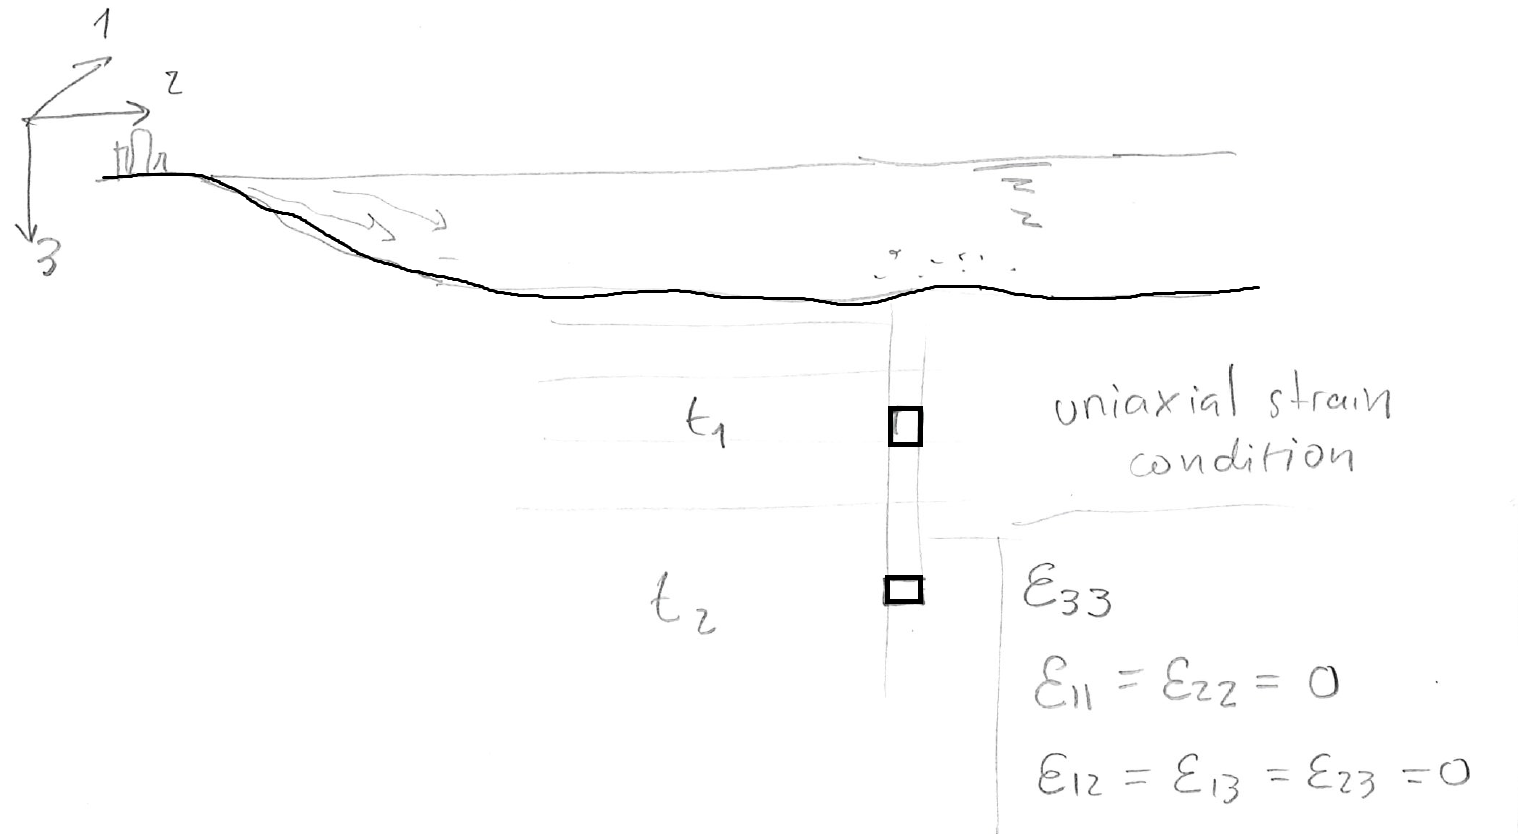 1
2
3
t₁
uniaxial strain
condition
t₂
ε₃₃
ε₁₁ = ε₂₂ = 0
ε₁₂ = ε₁₃ = ε₂₃ = 0